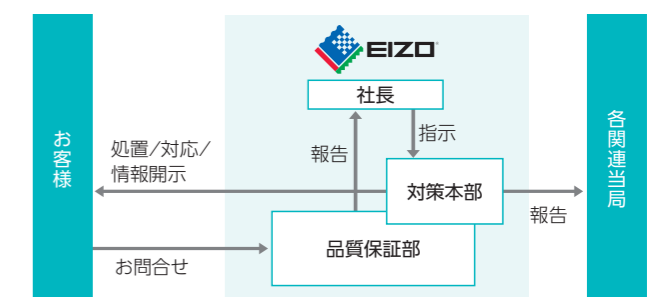 EIZO
社長
お客様
処置/対応/
情報開示
報告
指示
各関連当局
対策本部
報告
品質保証部
お問合せ